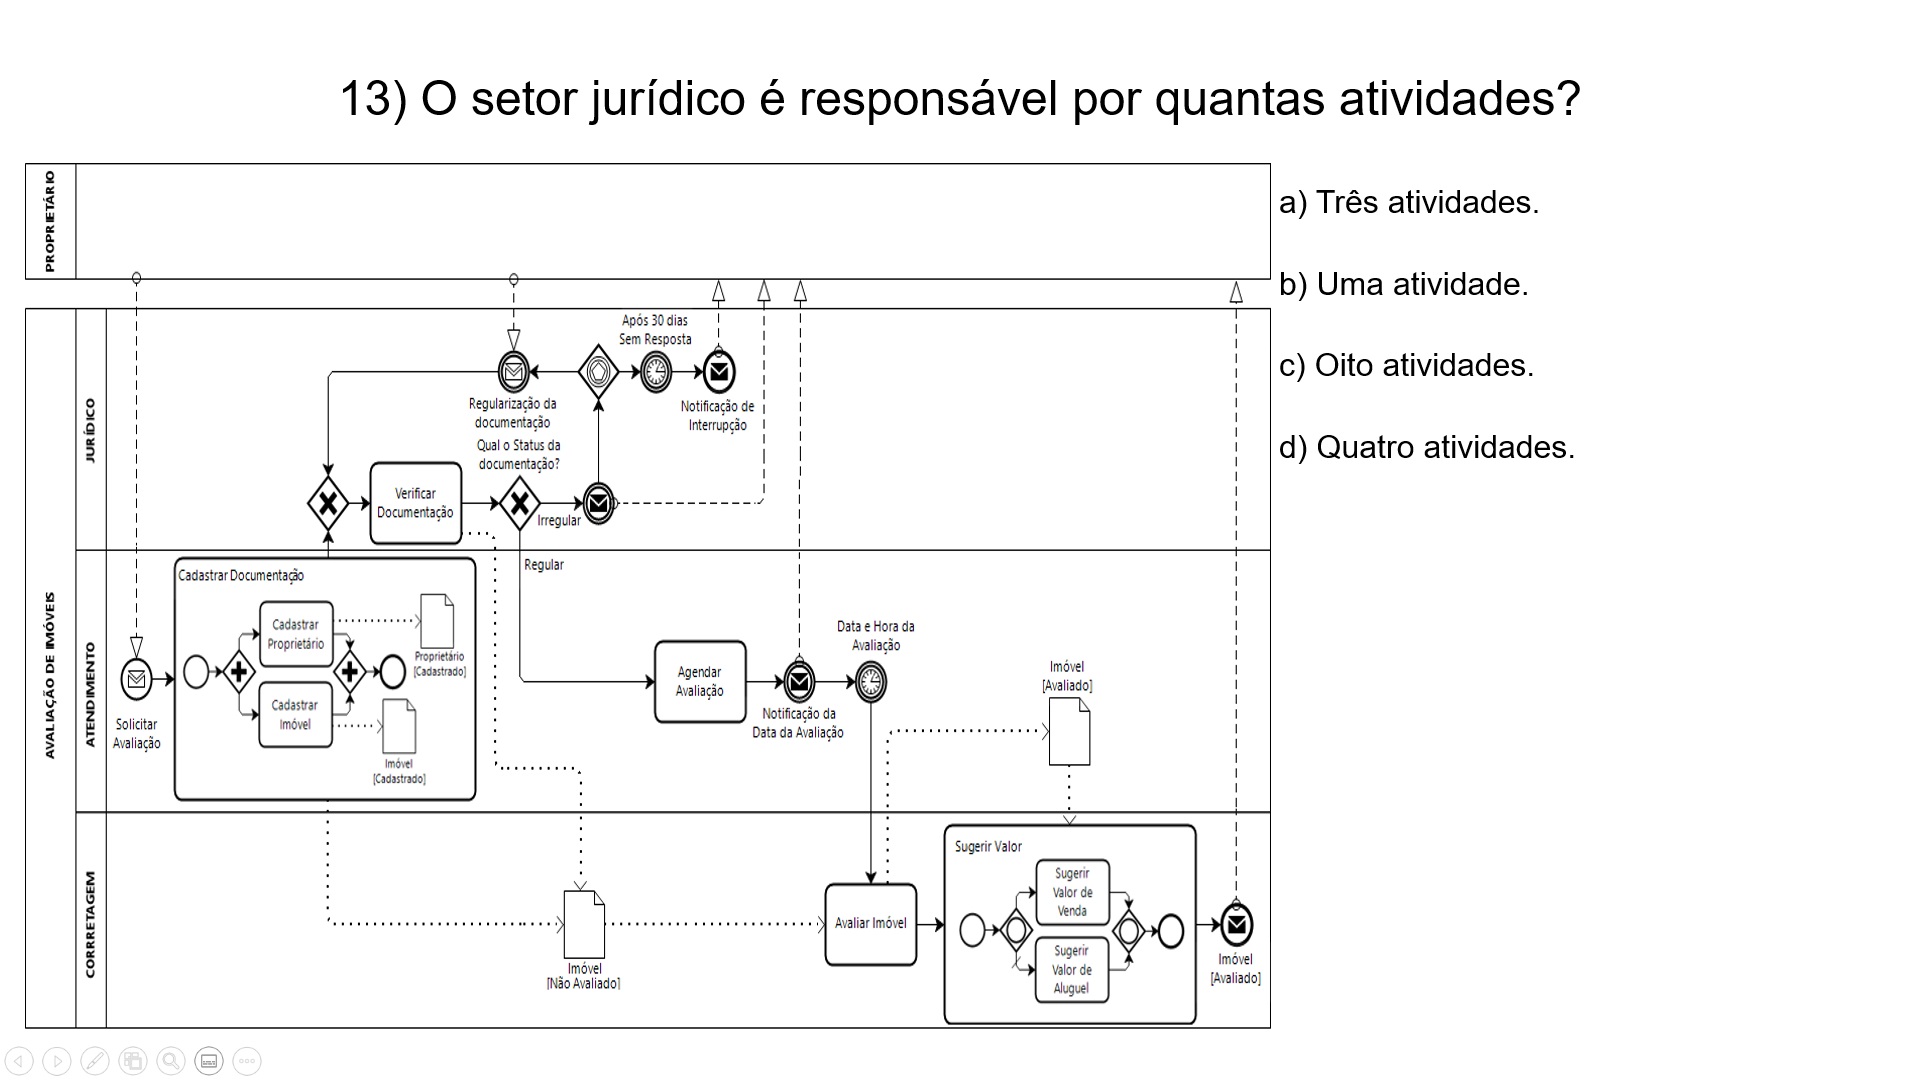 13) O setor jurídico é responsável por quantas atividades?
a) Três atividades.
b) Uma atividade.
c) Oito atividades.
d) Quatro atividades.
PROPRIETÁRIO
AVALIAÇÃO DE IMÓVEIS
JURÍDICO
Após 30 dias
Sem Resposta
Regularização da
documentação
Notificação de
Interrupção
Qual o Status da
documentação?
Verificar
Documentação
Irregular
ATENDIMENTO
Regular
Cadastrar Documentação
Cadastrar
Proprietário
Proprietário
[Cadastrado]
Cadastrar
Imóvel
Imóvel
[Cadastrado]
Solicitar
Avaliação
Agendar
Avaliação
Notificação da
Data da Avaliação
Data e Hora da
Avaliação
Imóvel
[Avaliado]
CORRETAGEM
Imóvel
[Não Avaliado]
Avaliar Imóvel
Sugerir Valor
Sugerir
Valor de
Venda
Sugerir
Valor de
Aluguel
Imóvel
[Avaliado]